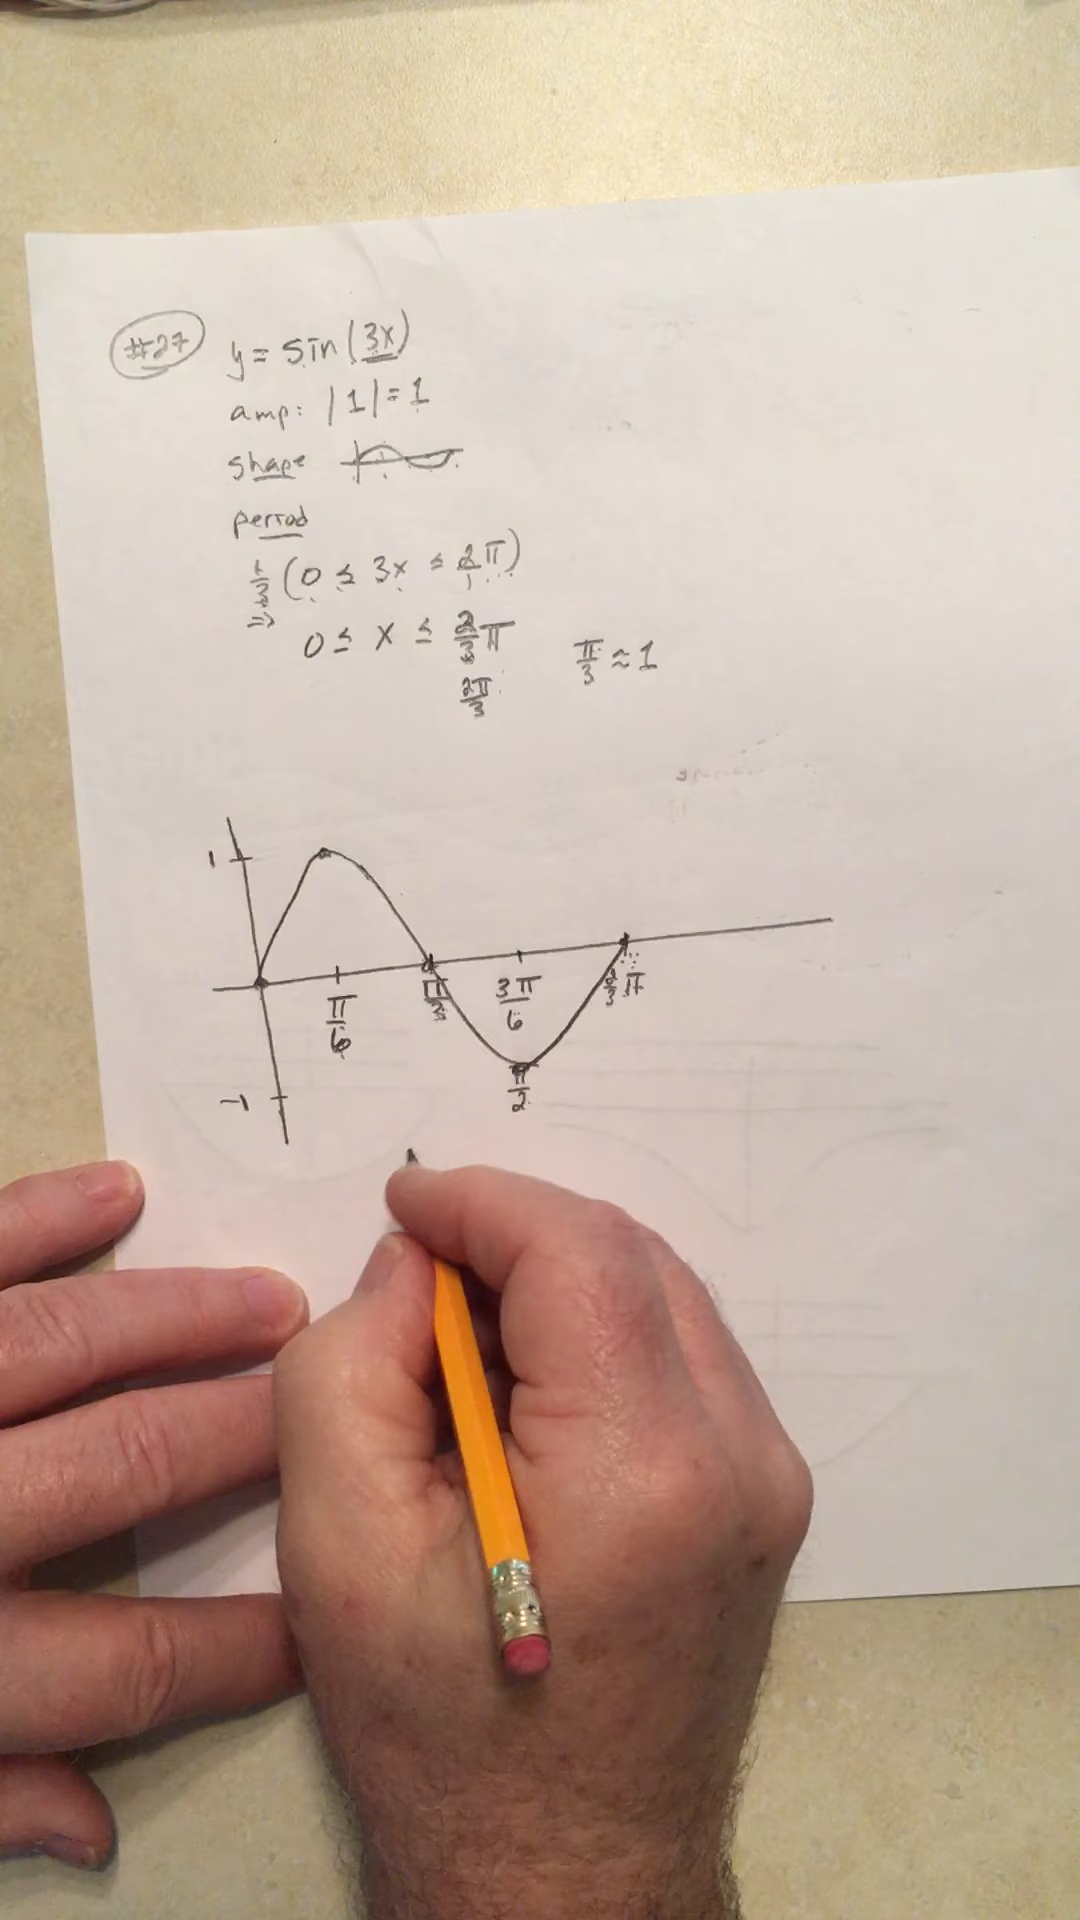 #27 y = sin(3x)
amp: |1| = 1
shape
period
1/3 (0 ≤ 3x ≤ 2π)
⇒ 0 ≤ x ≤ 2/3 π
2π/3
π/3 ≈ 1
1
π/6 π/3 3π/6 2/3 π
π/2
-1